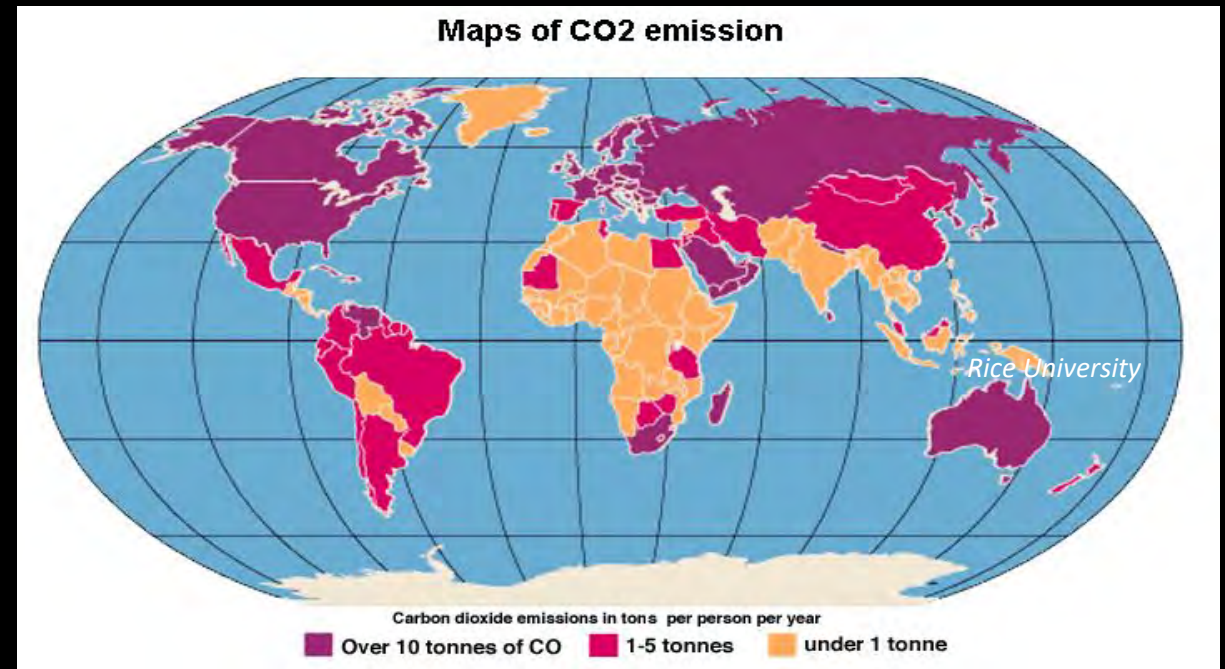 Maps of CO2 emission
Rice University
Carbon dioxide emissions in tons per person per year
Over 10 tonnes of CO
1-5 tonnes
under 1 tonne